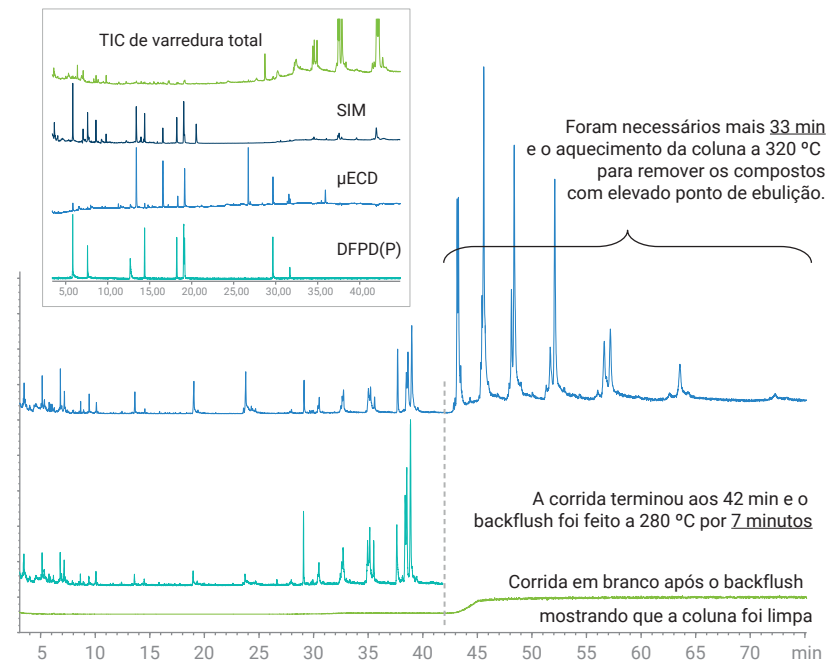 TIC de varredura total
SIM
µECD
DFPD(P)
5,00 10,00 15,00 20,00 25,00 30,00 35,00 40,00
Foram necessários mais 33 min
e o aquecimento da coluna a 320 ºC
para remover os compostos
com elevado ponto de ebulição.
A corrida terminou aos 42 min e o
backflush foi feito a 280 ºC por 7 minutos
Corrida em branco após o backflush
mostrando que a coluna foi limpa
5 10 15 20 25 30 35 40 45 50 55 60 65 70 min